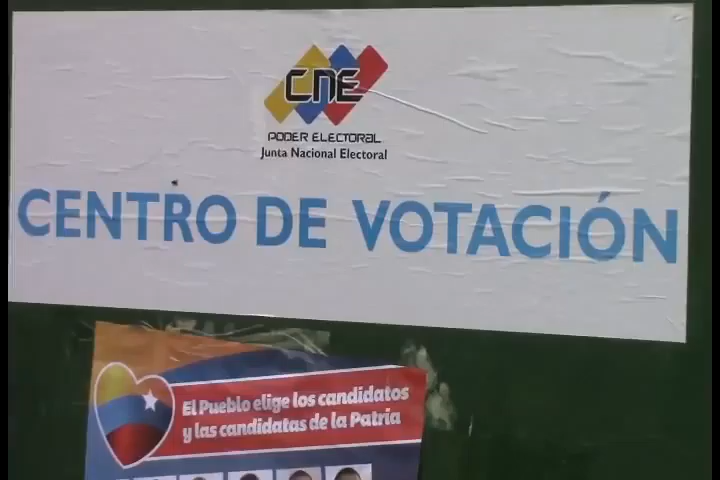 CNE
PODER ELECTORAL
Junta Nacional Electoral
CENTRO DE VOTACIÓN
El Pueblo elige los candidatos
y las candidatas de la Patria